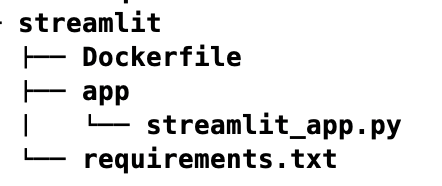 streamlit
├── Dockerfile
├── app
│   └── streamlit_app.py
└── requirements.txt